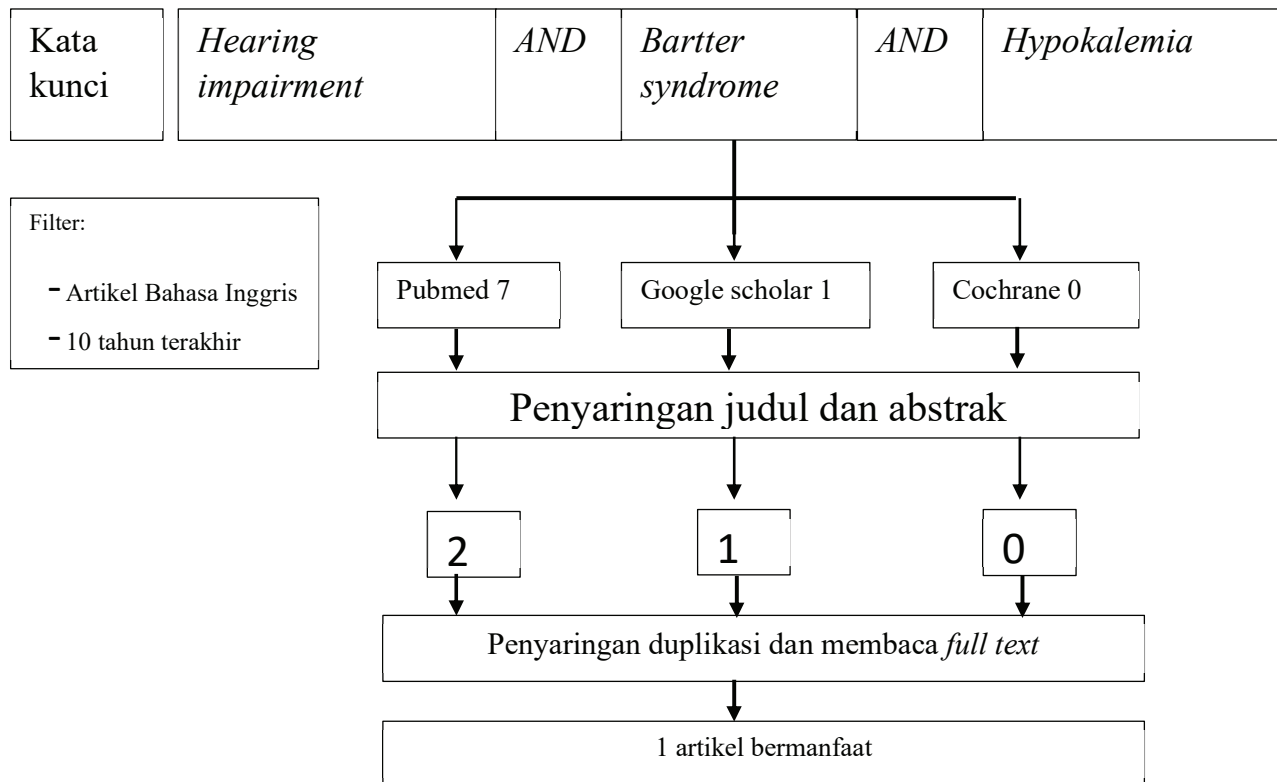 Kata Hearing AND Bartter AND Hypokalemia
kunci impairment syndrome
Filter:
- Artikel Bahasa Inggris
- 10 tahun terakhir
Pubmed 7 Google scholar 1 Cochrane 0
Penyaringan judul dan abstrak
2 1 0
Penyaringan duplikasi dan membaca full text
1 artikel bermanfaat